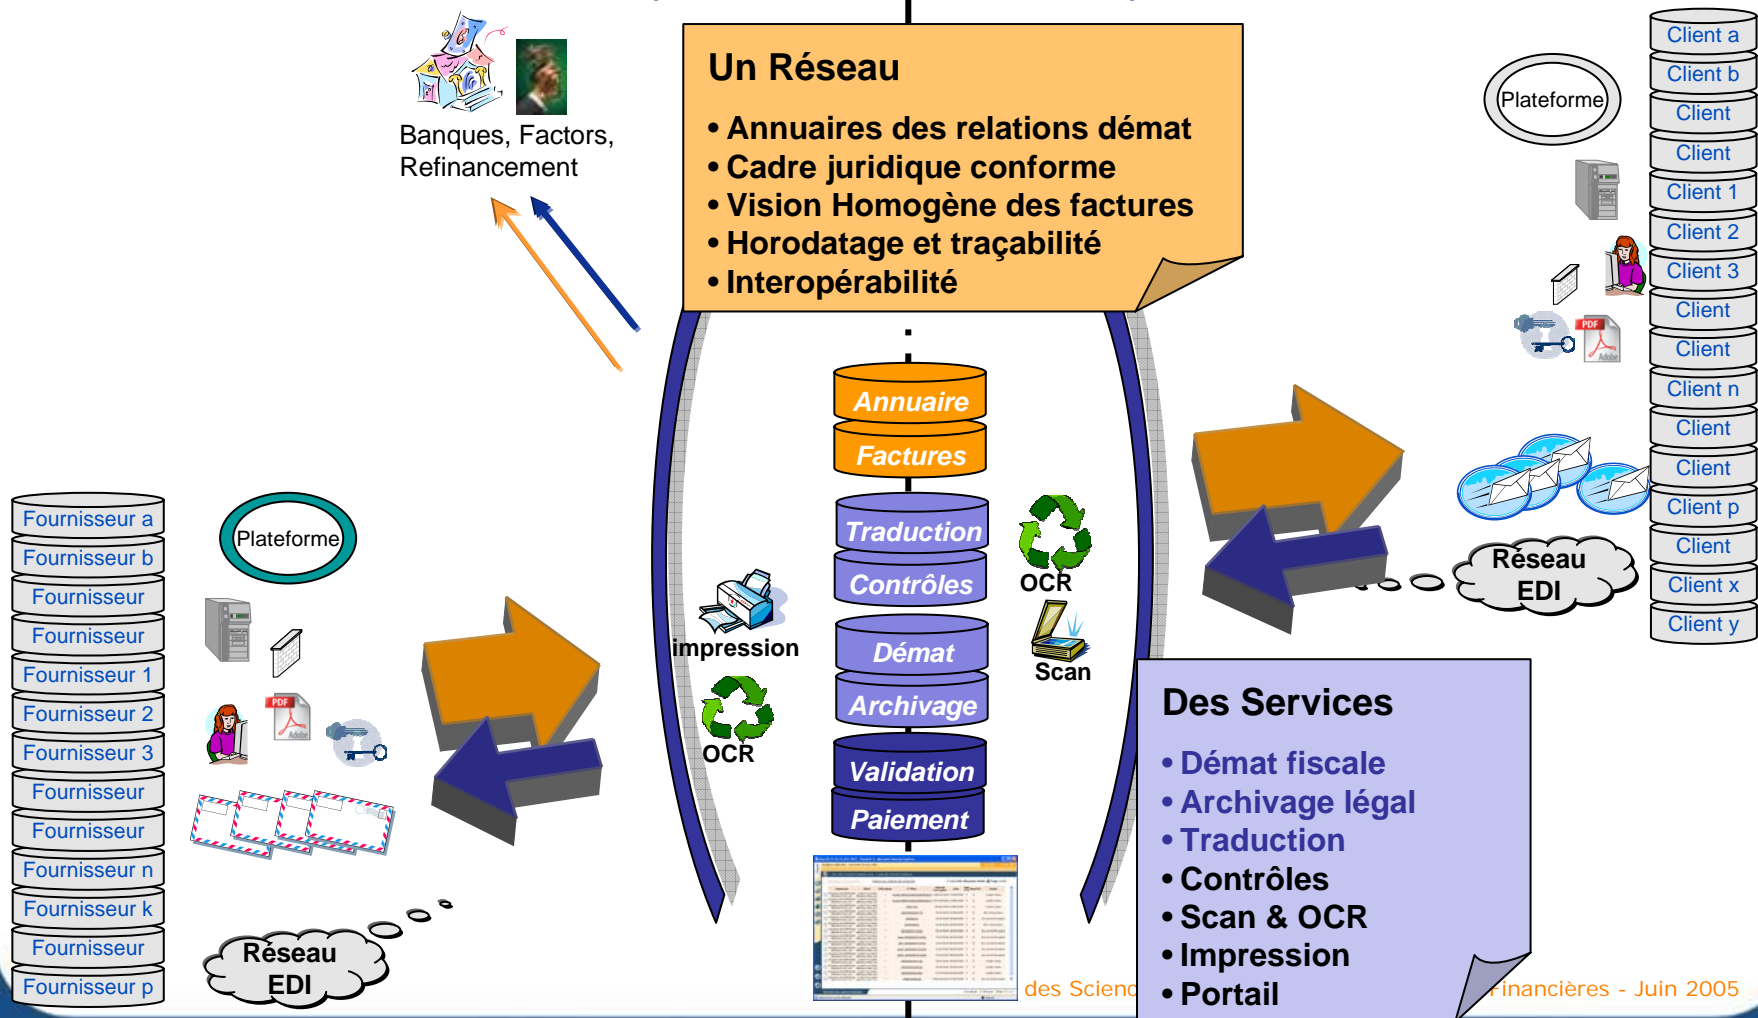 Banques, Factors,
Refinancement
Un Réseau
• Annuaires des relations démat
• Cadre juridique conforme
• Vision Homogène des factures
• Horodatage et traçabilité
• Interopérabilité
Plateforme
Client a
Client b
Client
Client
Client 1
Client 2
Client 3
Client
Client
Client n
Client
Client
Client p
Client
Client x
Client y
PDF
Adobe
Réseau
EDI
Annuaire
Factures
Traduction
Contrôles
Démat
Archivage
Validation
Paiement
OCR
Scan
impression
OCR
Fournisseur a
Fournisseur b
Fournisseur
Fournisseur
Fournisseur 1
Fournisseur 2
Fournisseur 3
Fournisseur
Fournisseur
Fournisseur n
Fournisseur k
Fournisseur
Fournisseur p
Plateforme
PDF
Adobe
Réseau
EDI
Des Services
• Démat fiscale
• Archivage légal
• Traduction
• Contrôles
• Scan & OCR
• Impression
• Portail
des Scienc
Financières - Juin 2005